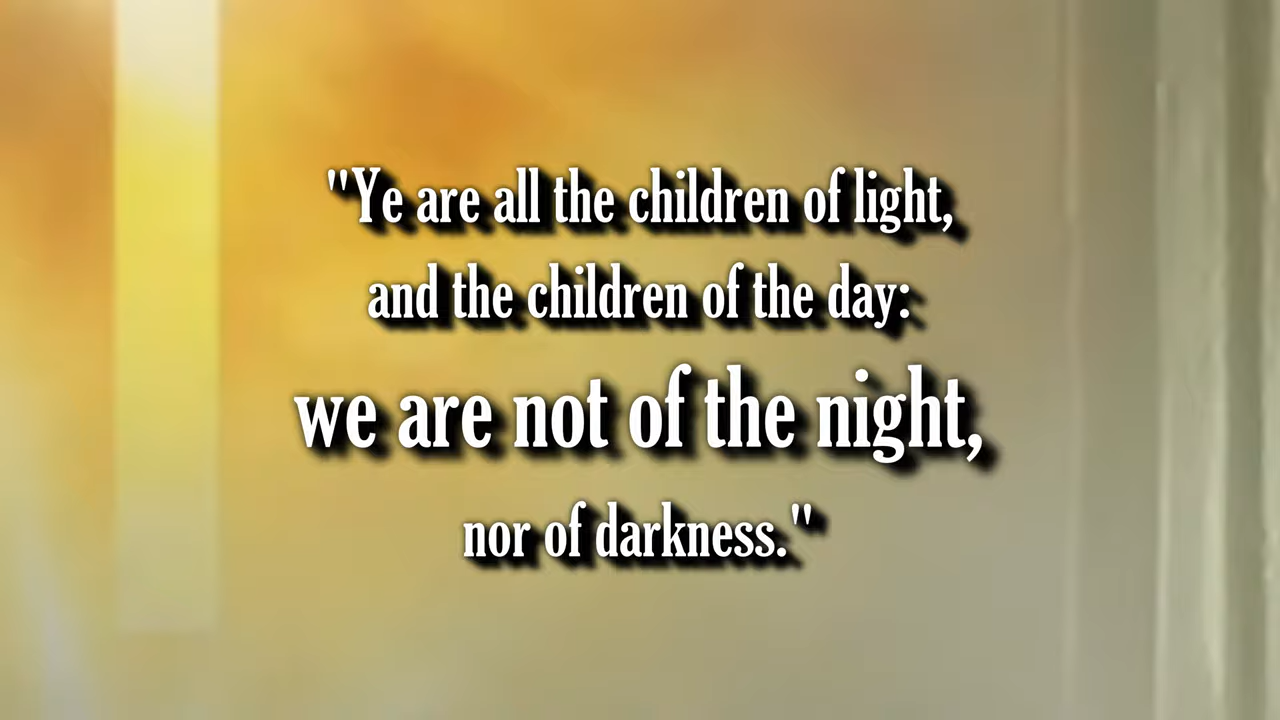 "Ye are all the children of light,
and the children of the day:
we are not of the night,
nor of darkness."